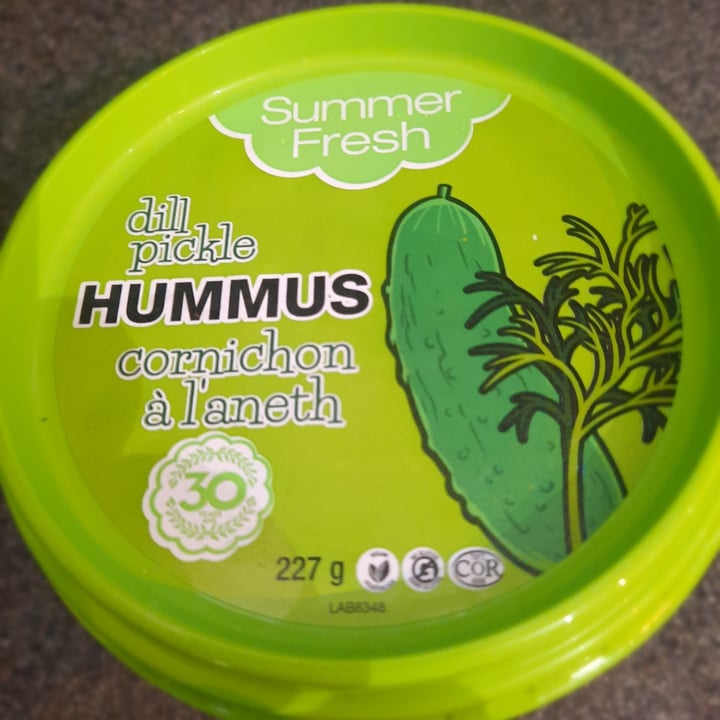 Summer
Fresh
dill
pickle
HUMMUS
cornichon
à l'aneth
30
227 g
COR
LAB8348